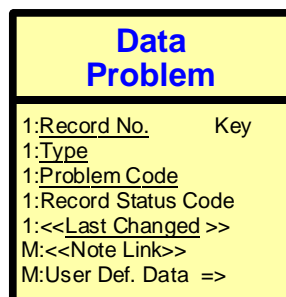 Data
Problem
1:Record No. Key
1:Type
1:Problem Code
1:Record Status Code
1:<<Last Changed >>
M:<<Note Link>>
M:User Def. Data =>